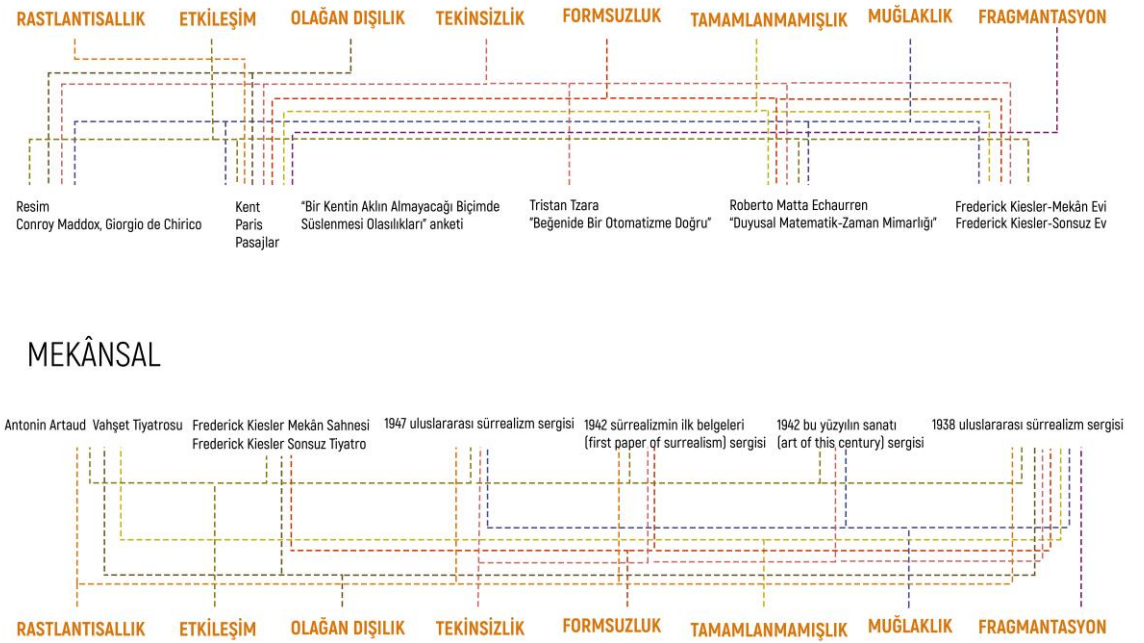 RASTLANTISALLIK ETKİLEŞİM OLAĞAN DIŞILIK TEKİNSİZLİK FORMSUZLUK TAMAMLANMAMIŞLIK MUĞLAKLIK FRAGMANTASYON
Resim
Conroy Maddox, Giorgio de Chirico
Kent
Paris
Pasajlar
"Bir Kentin Aklın Almayacağı Biçimde
Süslenmesi Olasılıkları" anketi
Tristan Tzara
"Beğenide Bir Otomatizme Doğru"
Roberto Matta Echaurren
"Duyusal Matematik-Zaman Mimarlığı"
Frederick Kiesler-Mekân Evi
Frederick Kiesler-Sonsuz Ev
MEKÂNSAL
Antonin Artaud Vahşet Tiyatrosu
Frederick Kiesler Mekân Sahnesi
Frederick Kiesler Sonsuz Tiyatro
1947 uluslararası sürrealizm sergisi
1942 sürrealizmin ilk belgeleri
(first paper of surrealism) sergisi
1942 bu yüzyılın sanatı
(art of this century) sergisi
1938 uluslararası sürrealizm sergisi
RASTLANTISALLIK ETKİLEŞİM OLAĞAN DIŞILIK TEKİNSİZLİK FORMSUZLUK TAMAMLANMAMIŞLIK MUĞLAKLIK FRAGMANTASYON